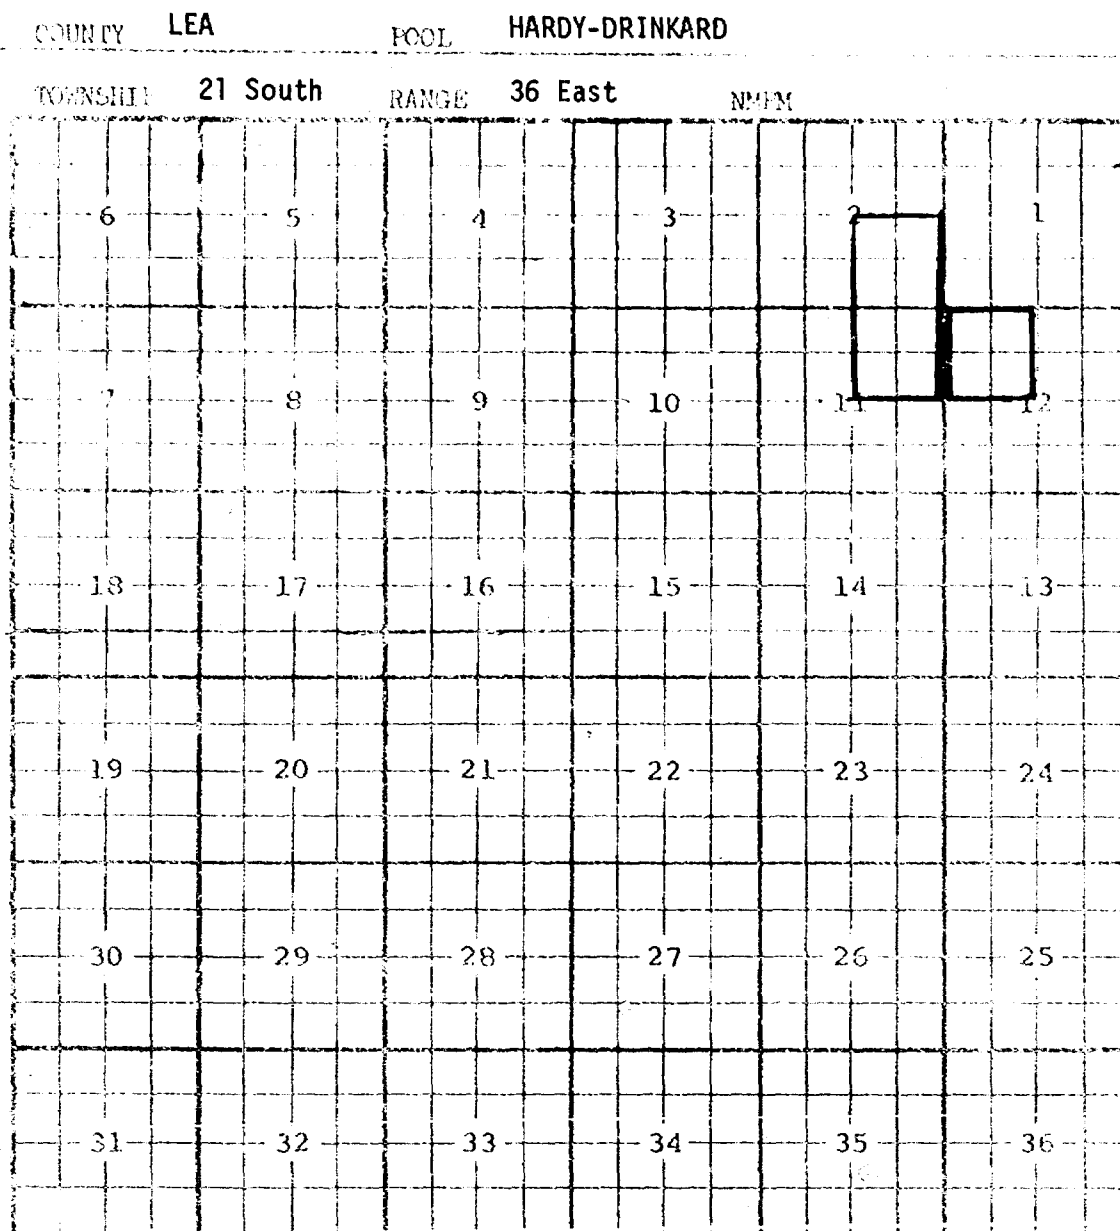 COUNTY LEA POOL HARDY-DRINKARD
TOWNSHIP 21 South RANGE 36 East NMPM
6 5 4 3 2 1
7 8 9 10 11 12
18 17 16 15 14 13
19 20 21 22 23 24
30 29 28 27 26 25
31 32 33 34 35 36